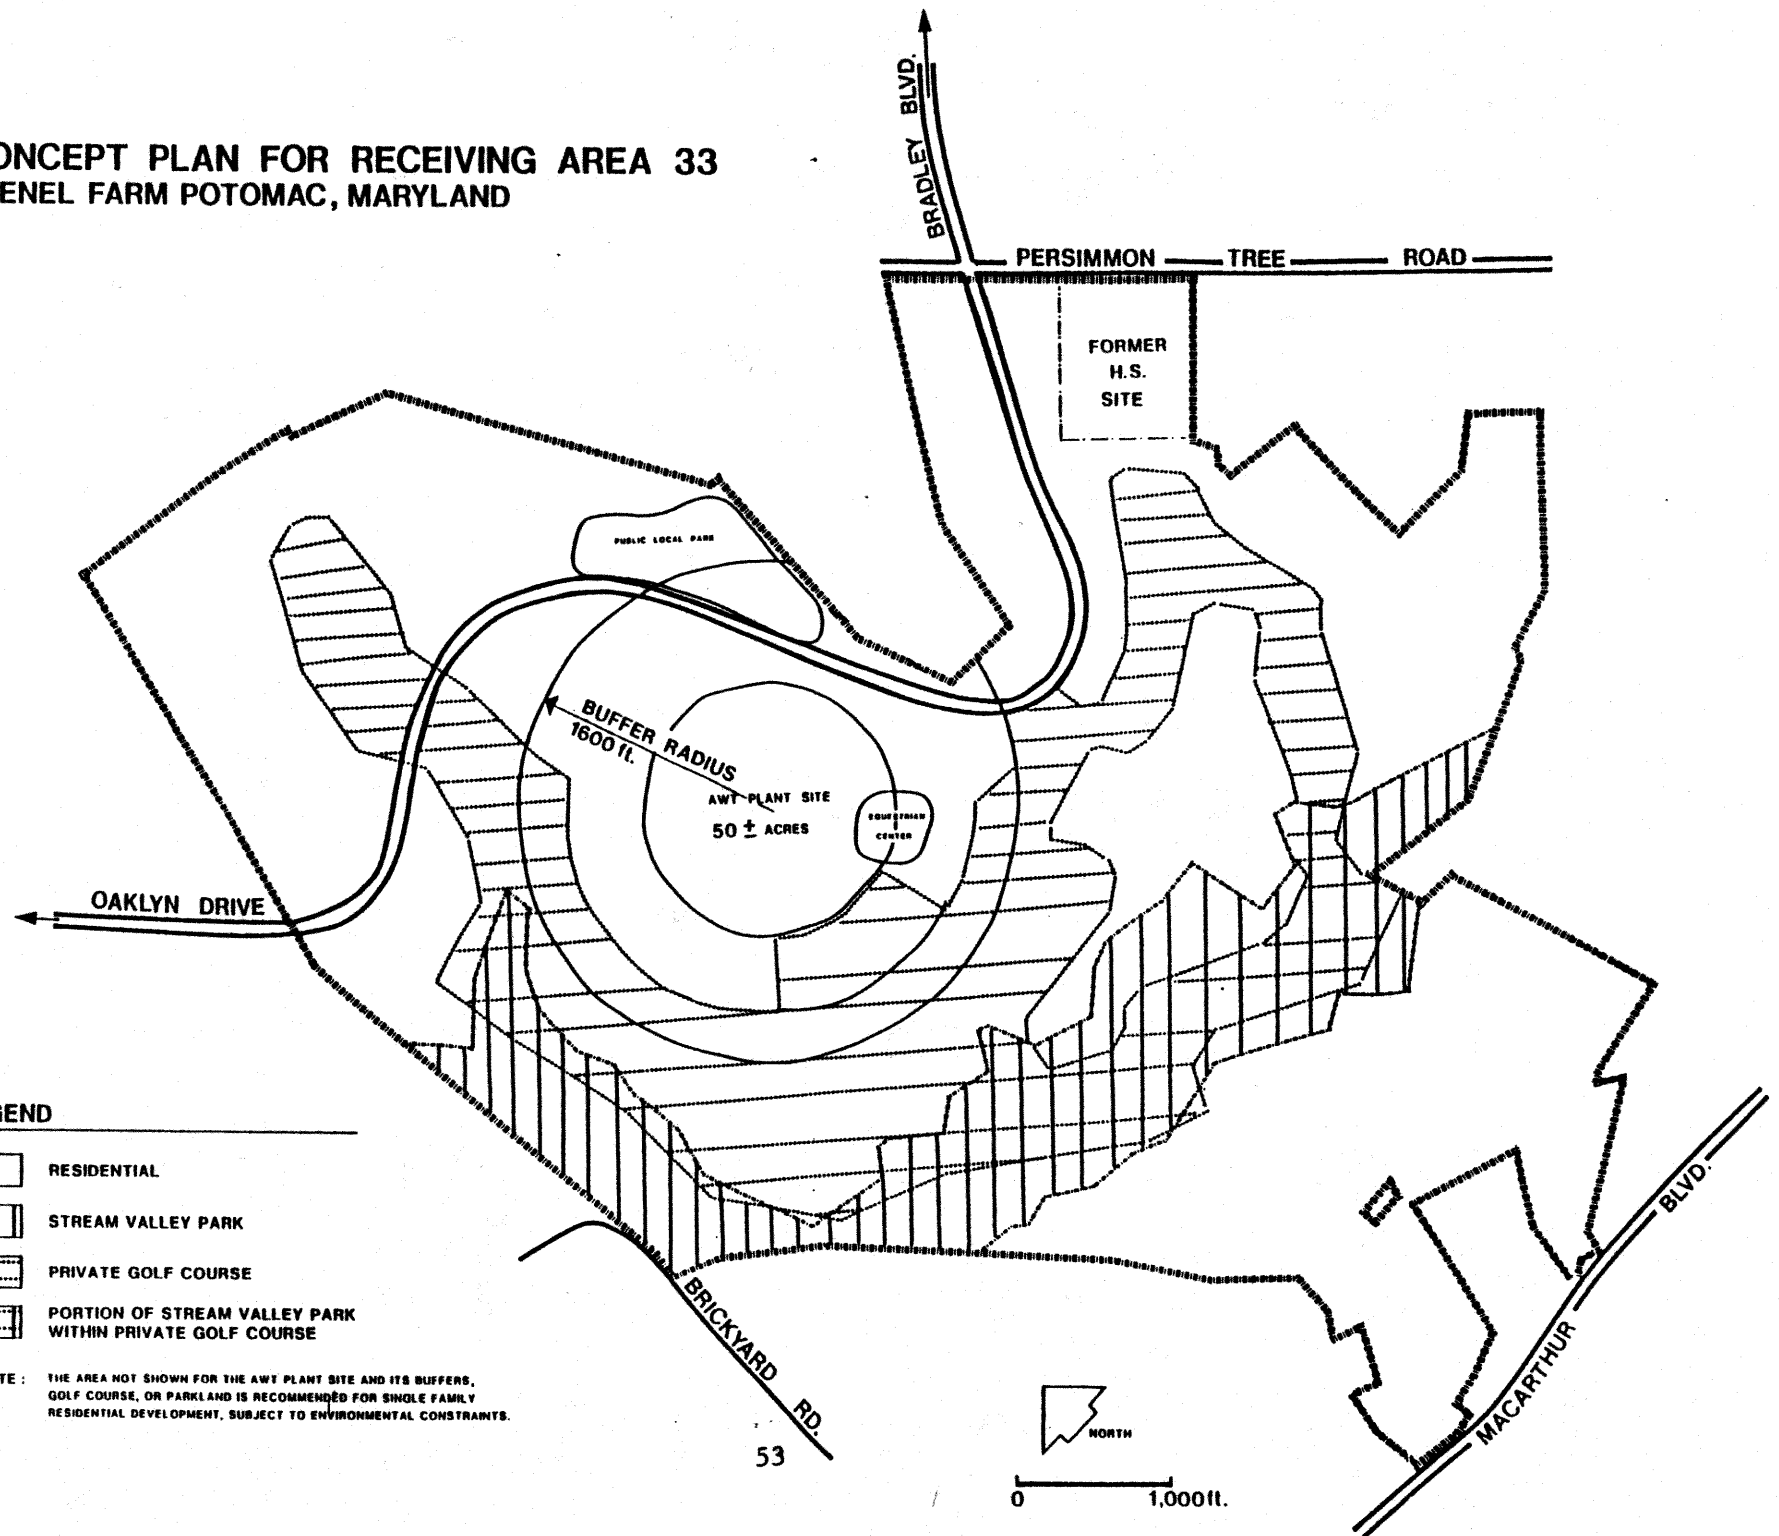 ONCEPT PLAN FOR RECEIVING AREA 33
ENEL FARM POTOMAC, MARYLAND
BRADLEY BLVD.
PERSIMMON TREE ROAD
FORMER
H.S.
SITE
PUBLIC LOCAL PARK
BUFFER RADIUS
1600 ft.
AWT PLANT SITE
50 ± ACRES
EQUESTRIAN
CENTER
OAKLYN DRIVE
GEND
RESIDENTIAL
STREAM VALLEY PARK
PRIVATE GOLF COURSE
PORTION OF STREAM VALLEY PARK
WITHIN PRIVATE GOLF COURSE
TE : THE AREA NOT SHOWN FOR THE AWT PLANT SITE AND ITS BUFFERS,
GOLF COURSE, OR PARKLAND IS RECOMMENDED FOR SINGLE FAMILY
RESIDENTIAL DEVELOPMENT, SUBJECT TO ENVIRONMENTAL CONSTRAINTS.
BRICKYARD RD.
MACARTHUR BLVD.
NORTH
53
0 1,000ft.